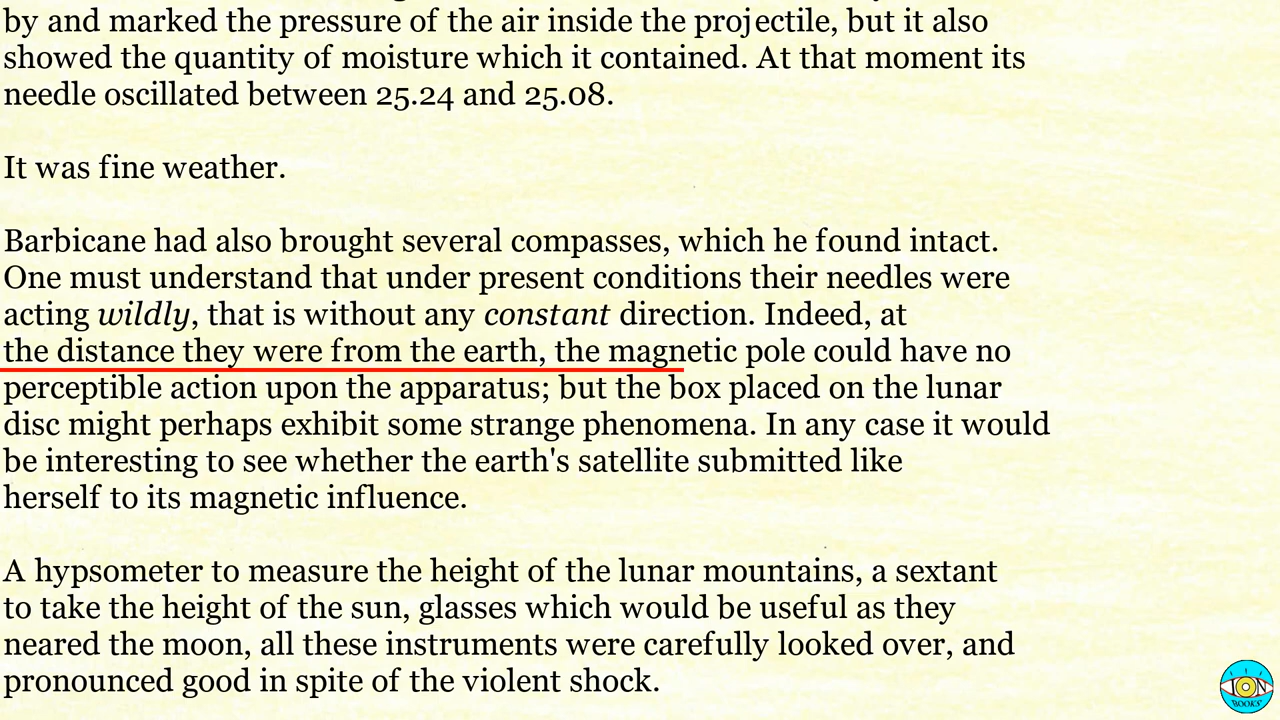 by and marked the pressure of the air inside the projectile, but it also
showed the quantity of moisture which it contained. At that moment its
needle oscillated between 25.24 and 25.08.
It was fine weather.
Barbicane had also brought several compasses, which he found intact.
One must understand that under present conditions their needles were
acting wildly, that is without any constant direction. Indeed, at
the distance they were from the earth, the magnetic pole could have no
perceptible action upon the apparatus; but the box placed on the lunar
disc might perhaps exhibit some strange phenomena. In any case it would
be interesting to see whether the earth's satellite submitted like
herself to its magnetic influence.
A hypsometer to measure the height of the lunar mountains, a sextant
to take the height of the sun, glasses which would be useful as they
neared the moon, all these instruments were carefully looked over, and
pronounced good in spite of the violent shock.
ION
BOOKS